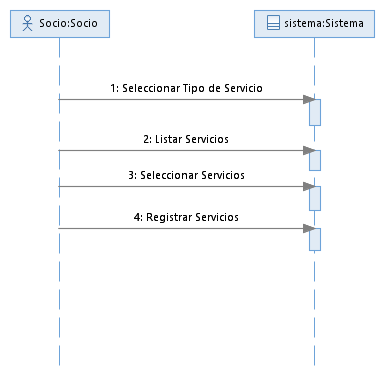 Socio:Socio
sistema:Sistema
1: Seleccionar Tipo de Servicio
2: Listar Servicios
3: Seleccionar Servicios
4: Registrar Servicios